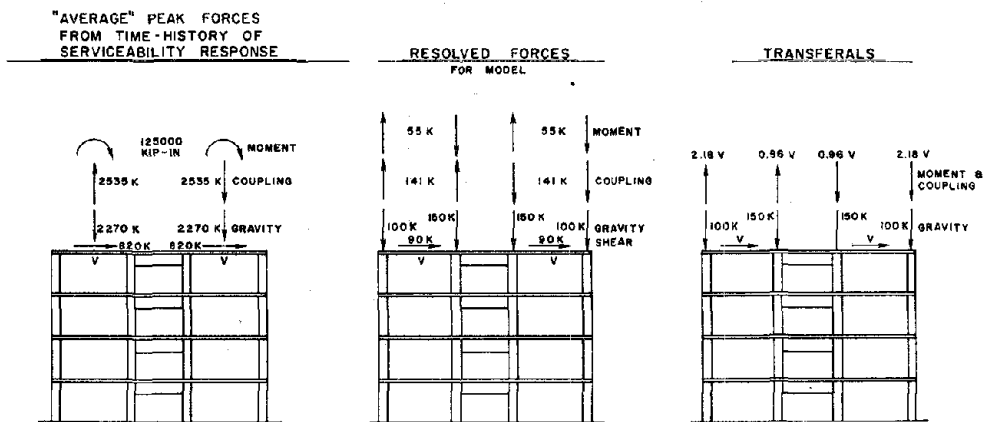 "AVERAGE" PEAK FORCES
FROM TIME-HISTORY OF
SERVICEABILITY RESPONSE
125000
KIP-IN
MOMENT
2535 K
2535 K
COUPLING
2270 K
2270 K
GRAVITY
820K
820K
V
V
RESOLVED FORCES
FOR MODEL
55 K
55 K
MOMENT
141 K
141 K
COUPLING
150K
150K
100K
100K
GRAVITY
90K
90K
SHEAR
V
V
TRANSFERALS
2.18 V
0.96 V
0.96 V
2.18 V
MOMENT &
COUPLING
150K
150K
100K
100K
GRAVITY
V
V